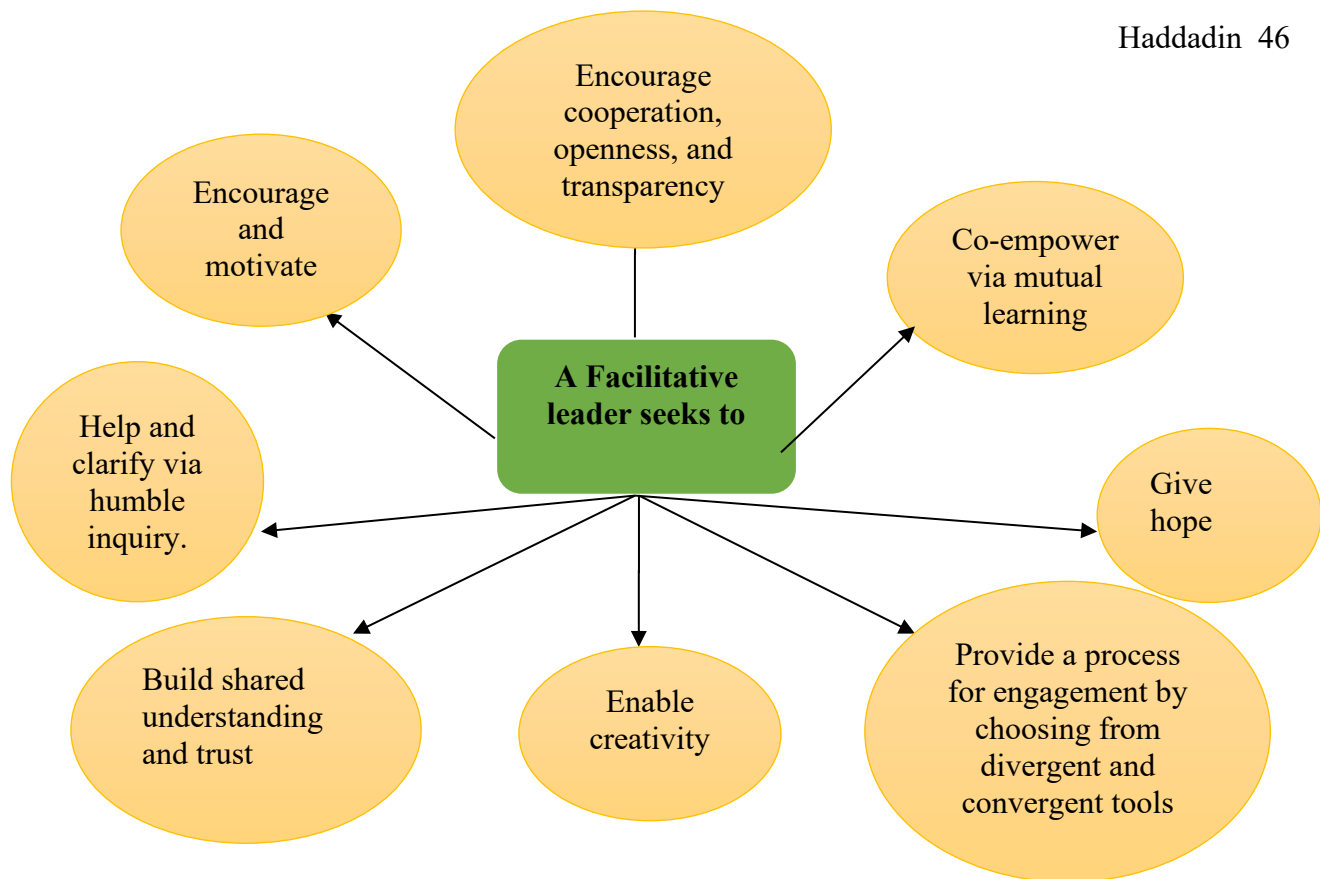 Haddadin 46
Encourage
cooperation,
openness, and
transparency
Encourage
and
motivate
Co-empower
via mutual
learning
A Facilitative
leader seeks to
Help and
clarify via
humble
inquiry.
Give
hope
Build shared
understanding
and trust
Enable
creativity
Provide a process
for engagement by
choosing from
divergent and
convergent tools